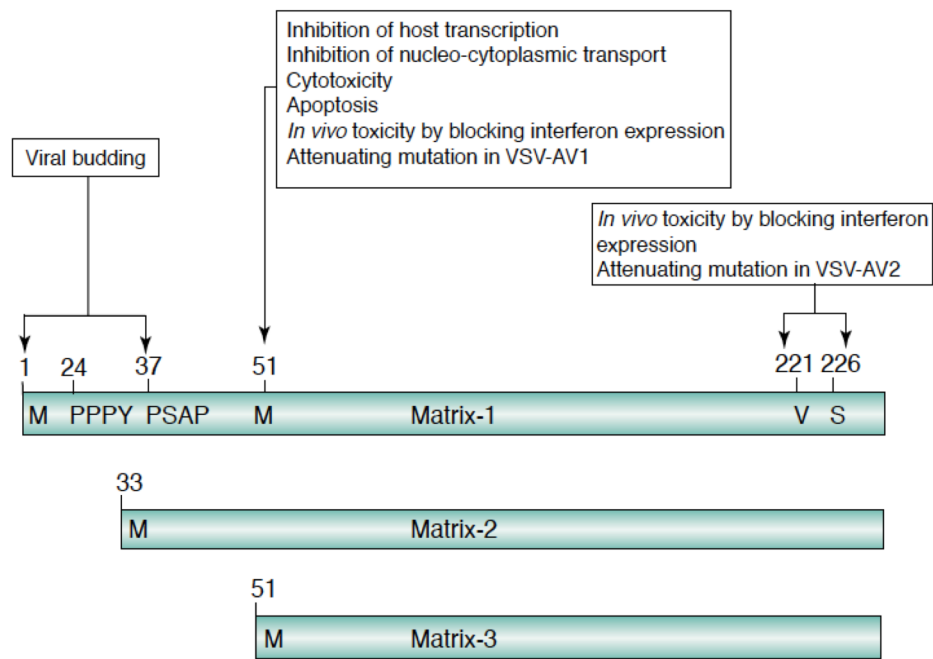 Inhibition of host transcription
Inhibition of nucleo-cytoplasmic transport
Cytotoxicity
Apoptosis
In vivo toxicity by blocking interferon expression
Attenuating mutation in VSV-AV1
Viral budding
In vivo toxicity by blocking interferon
expression
Attenuating mutation in VSV-AV2
1 24 37 51 221 226
M PPPY PSAP M Matrix-1 V S
33
M Matrix-2
51
M Matrix-3